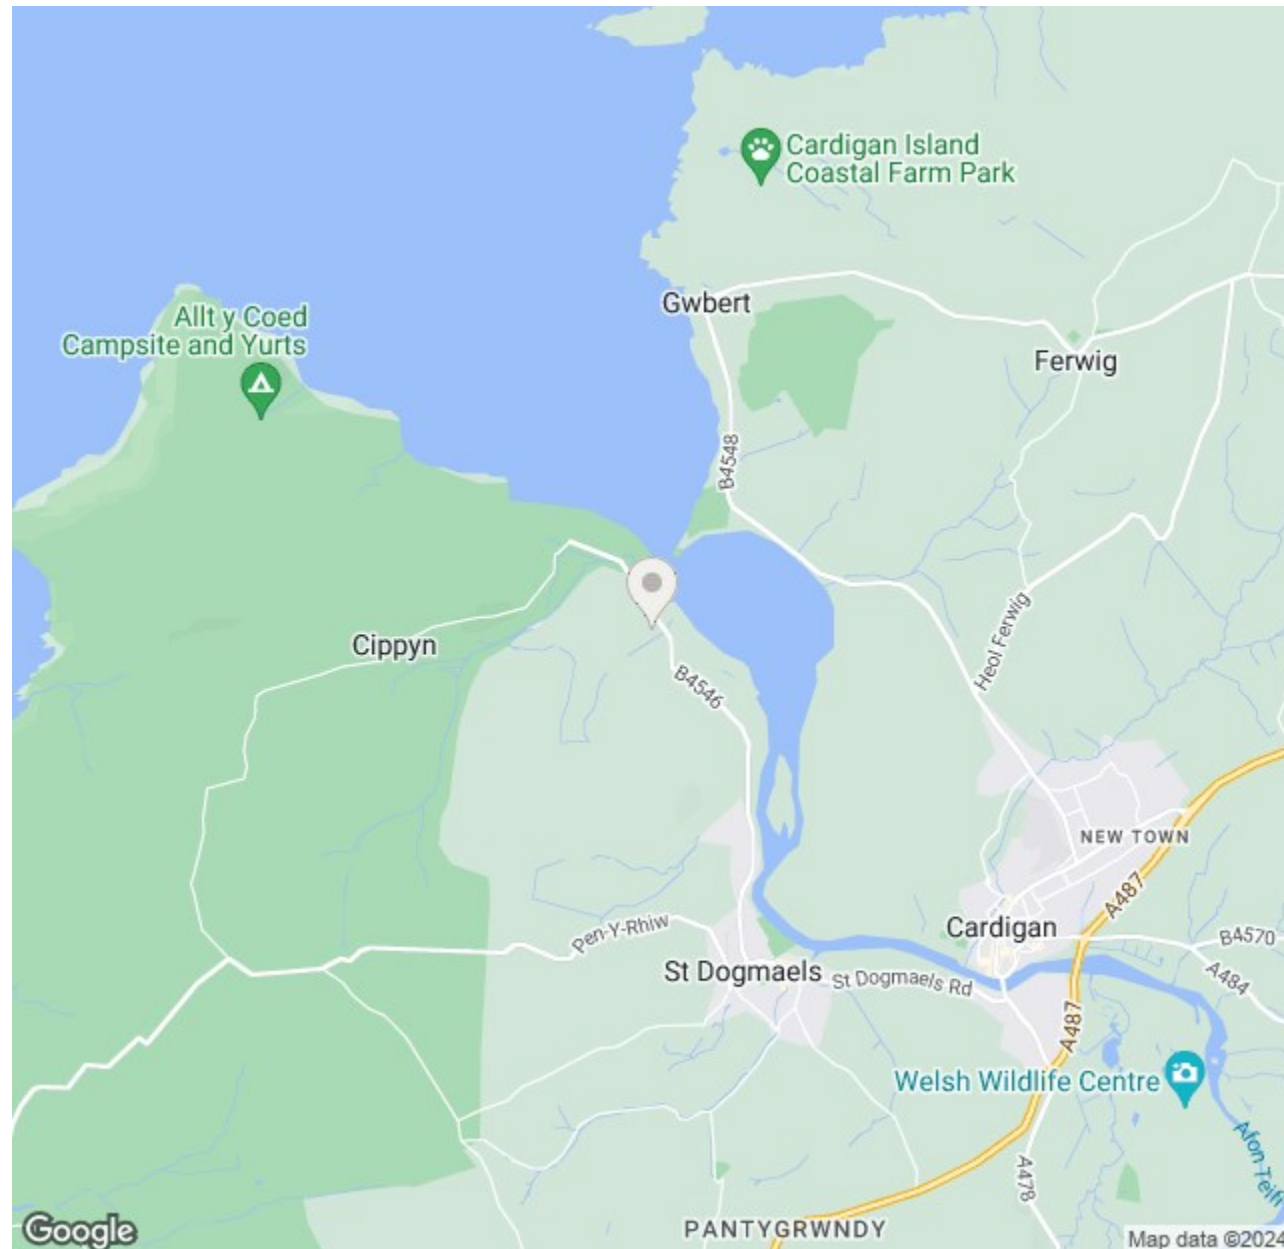 Cardigan Island
Coastal Farm Park
Gwbert
Allt y Coed
Campsite and Yurts
Ferwig
B4548
Heol Ferwig
Cippyn
B4546
NEW TOWN
A487
Cardigan
B4570
Pen-Y-Rhiw
St Dogmaels
St Dogmaels Rd
A484
A487
Welsh Wildlife Centre
Afon Teifi
A478
PANTYGRWNDY
Google
Map data ©2024